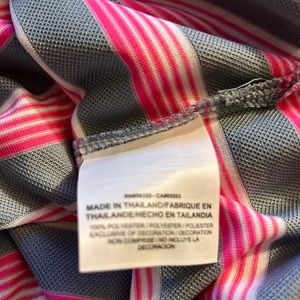 MADE IN THAILAND/FABRIQUE EN
THAILANDE/HECHO EN TAILANDIA
100% POLYESTER / POLYESTER / POLIESTER
EXCLUSIVE OF DECORATION / DECORATION
NON COMPRIS / NO INCLUYE LA
DECORACION